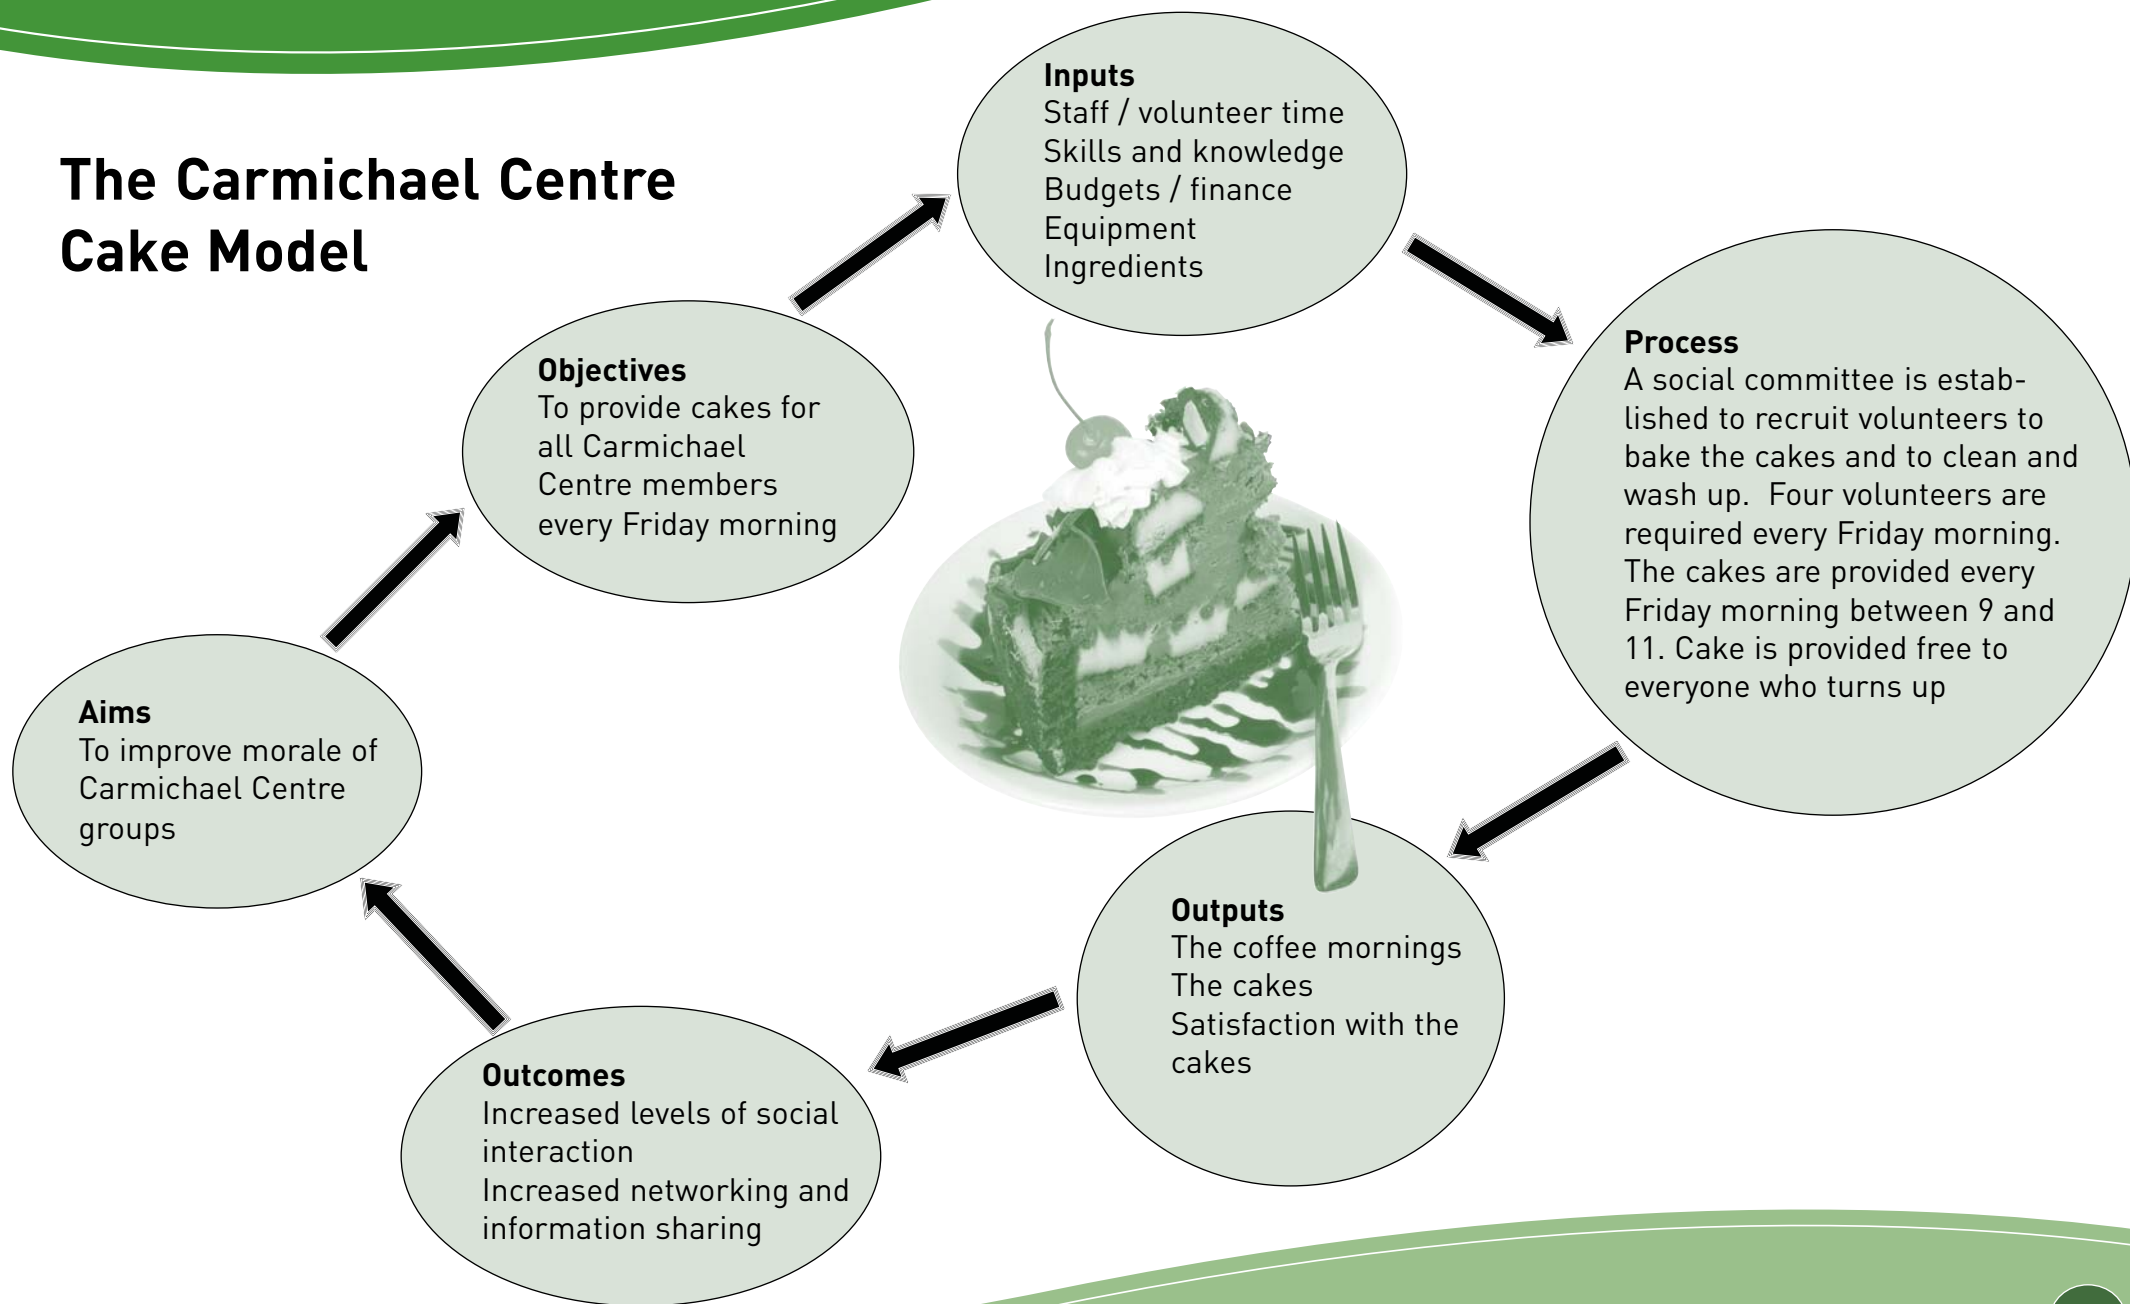 The Carmichael Centre
Cake Model
Inputs
Staff / volunteer time
Skills and knowledge
Budgets / finance
Equipment
Ingredients
Process
A social committee is estab-
lished to recruit volunteers to
bake the cakes and to clean and
wash up.  Four volunteers are
required every Friday morning.
The cakes are provided every
Friday morning between 9 and
11. Cake is provided free to
everyone who turns up
Objectives
To provide cakes for
all Carmichael
Centre members
every Friday morning
Aims
To improve morale of
Carmichael Centre
groups
Outputs
The coffee mornings
The cakes
Satisfaction with the
cakes
Outcomes
Increased levels of social
interaction
Increased networking and
information sharing